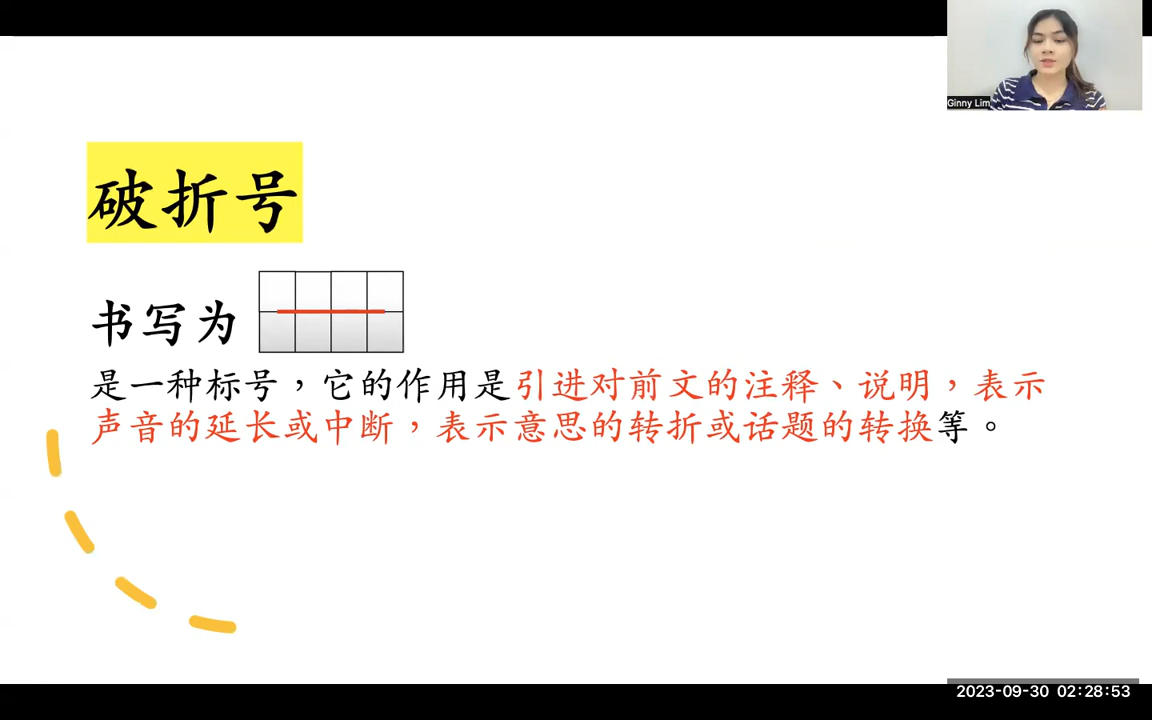 Ginny Lim
破折号
书写为
是一种标号，它的作用是引进对前文的注释、说明，表示
声音的延长或中断，表示意思的转折或话题的转换等。
2023-09-30 02:28:53